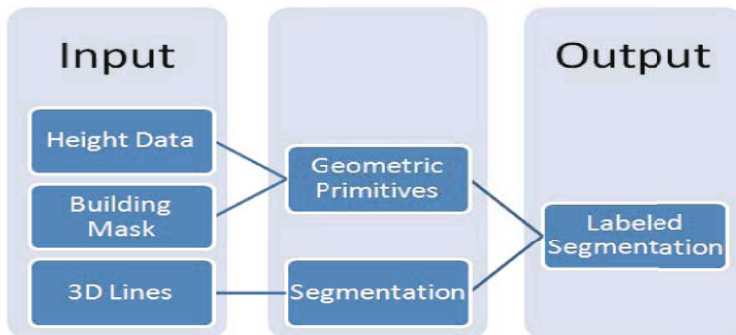 Input
Height Data
Building
Mask
3D Lines
Geometric
Primitives
Segmentation
Output
Labeled
Segmentation